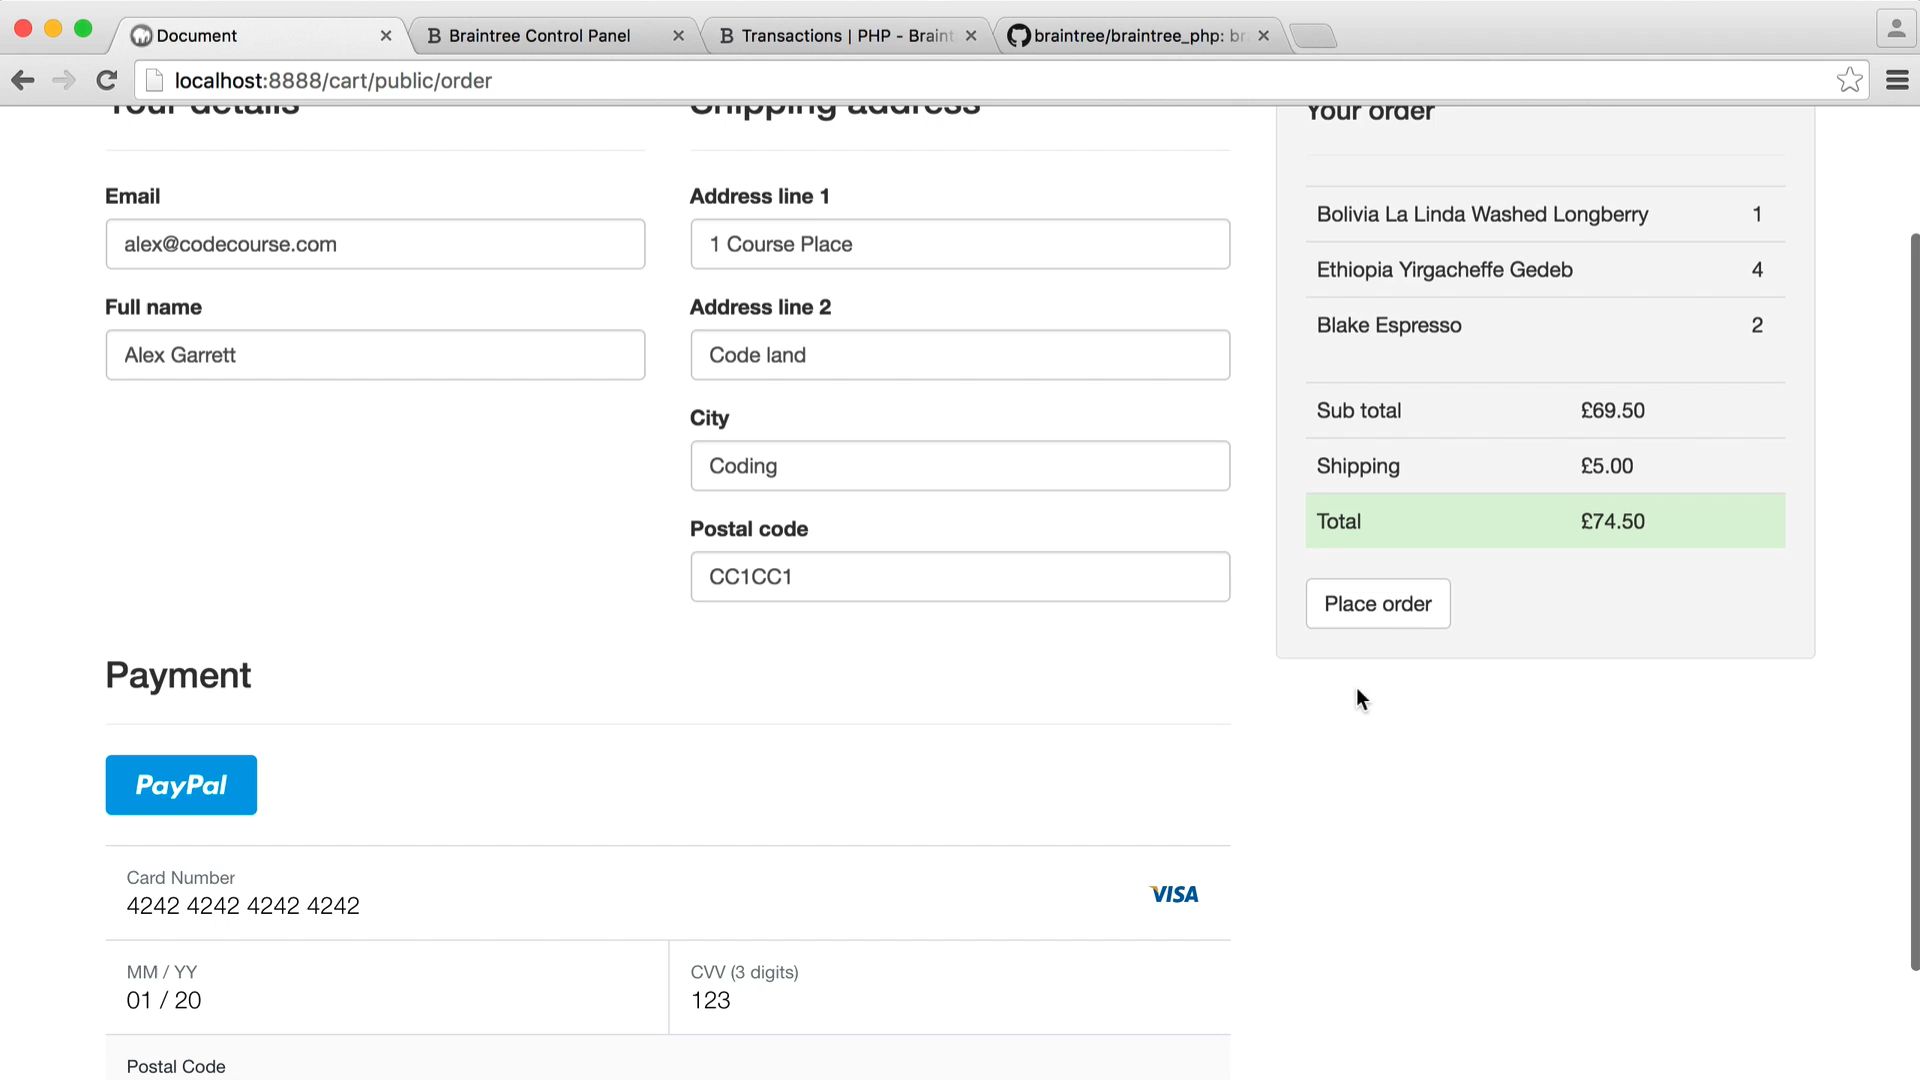 Document
Braintree Control Panel
Transactions | PHP - Braint
braintree/braintree_php: br
localhost:8888/cart/public/order
Your details
Shipping address
Your order
Email
alex@codecourse.com
Full name
Alex Garrett
Address line 1
1 Course Place
Address line 2
Code land
City
Coding
Postal code
CC1CC1
Bolivia La Linda Washed Longberry 1
Ethiopia Yirgacheffe Gedeb 4
Blake Espresso 2
Sub total £69.50
Shipping £5.00
Total £74.50
Place order
Payment
PayPal
Card Number
4242 4242 4242 4242
VISA
MM / YY
01 / 20
CVV (3 digits)
123
Postal Code